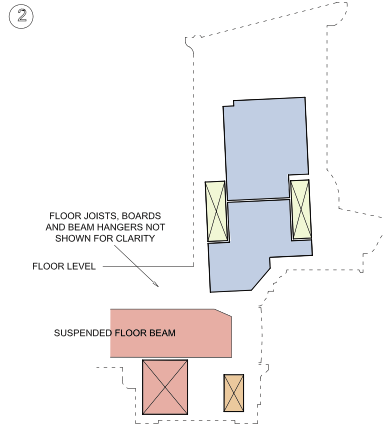 2
FLOOR JOISTS, BOARDS
AND BEAM HANGERS NOT
SHOWN FOR CLARITY
FLOOR LEVEL
SUSPENDED FLOOR BEAM